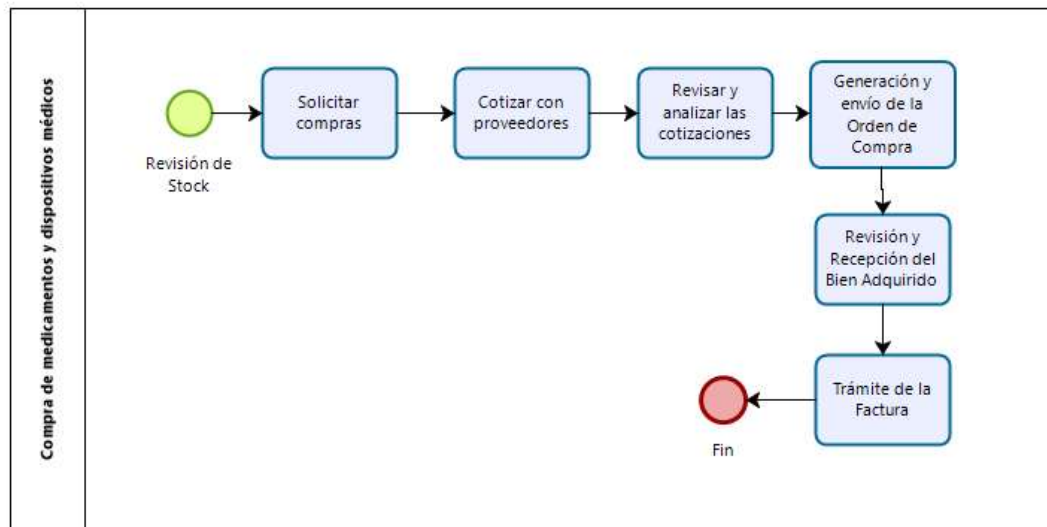 Compra de medicamentos y dispositivos médicos
Revisión de
Stock
Solicitar
compras
Cotizar con
proveedores
Revisar y
analizar las
cotizaciones
Generación y
envío de la
Orden de
Compra
Revisión y
Recepción del
Bien Adquirido
Trámite de la
Factura
Fin